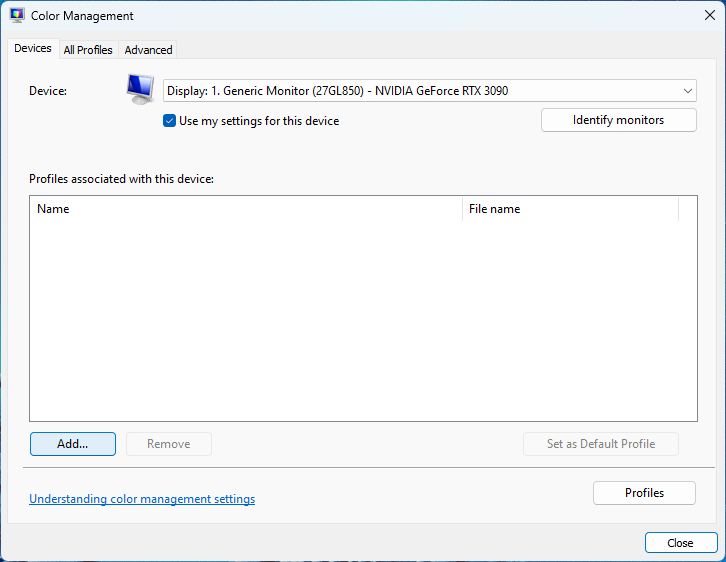 Color Management
Devices
All Profiles
Advanced
Device:
Display: 1. Generic Monitor (27GL850) - NVIDIA GeForce RTX 3090
Use my settings for this device
Identify monitors
Profiles associated with this device:
Name
File name
Add...
Remove
Set as Default Profile
Understanding color management settings
Profiles
Close